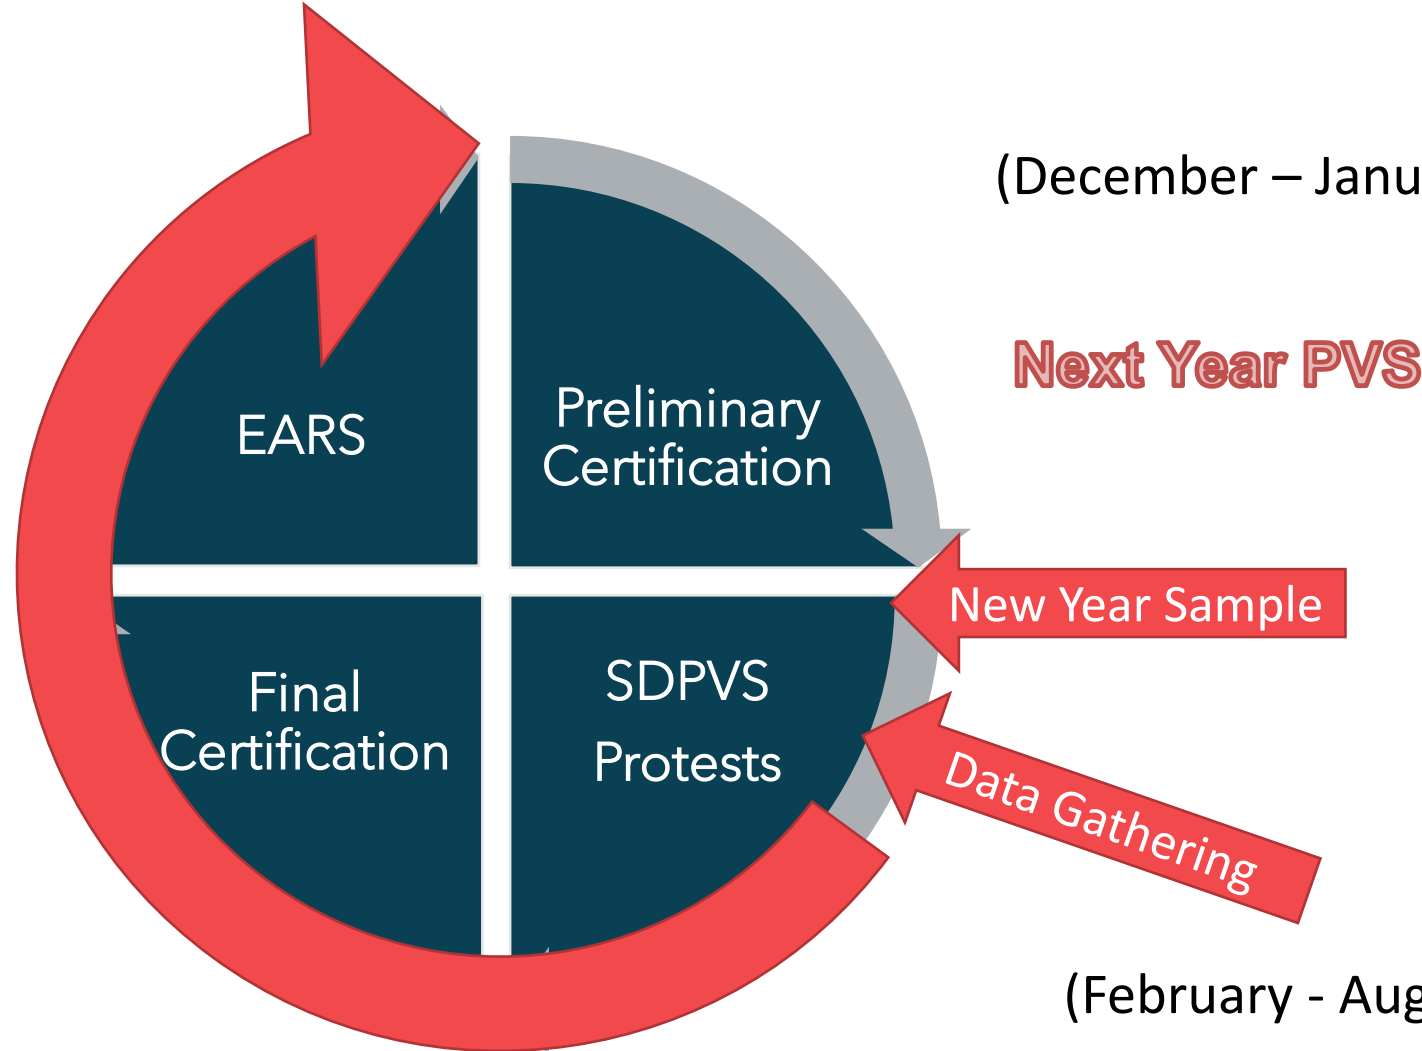 (December – Janu
Next Year PVS
EARS
Preliminary
Certification
New Year Sample
Final
Certification
SDPVS
Protests
Data Gathering
(February - Aug